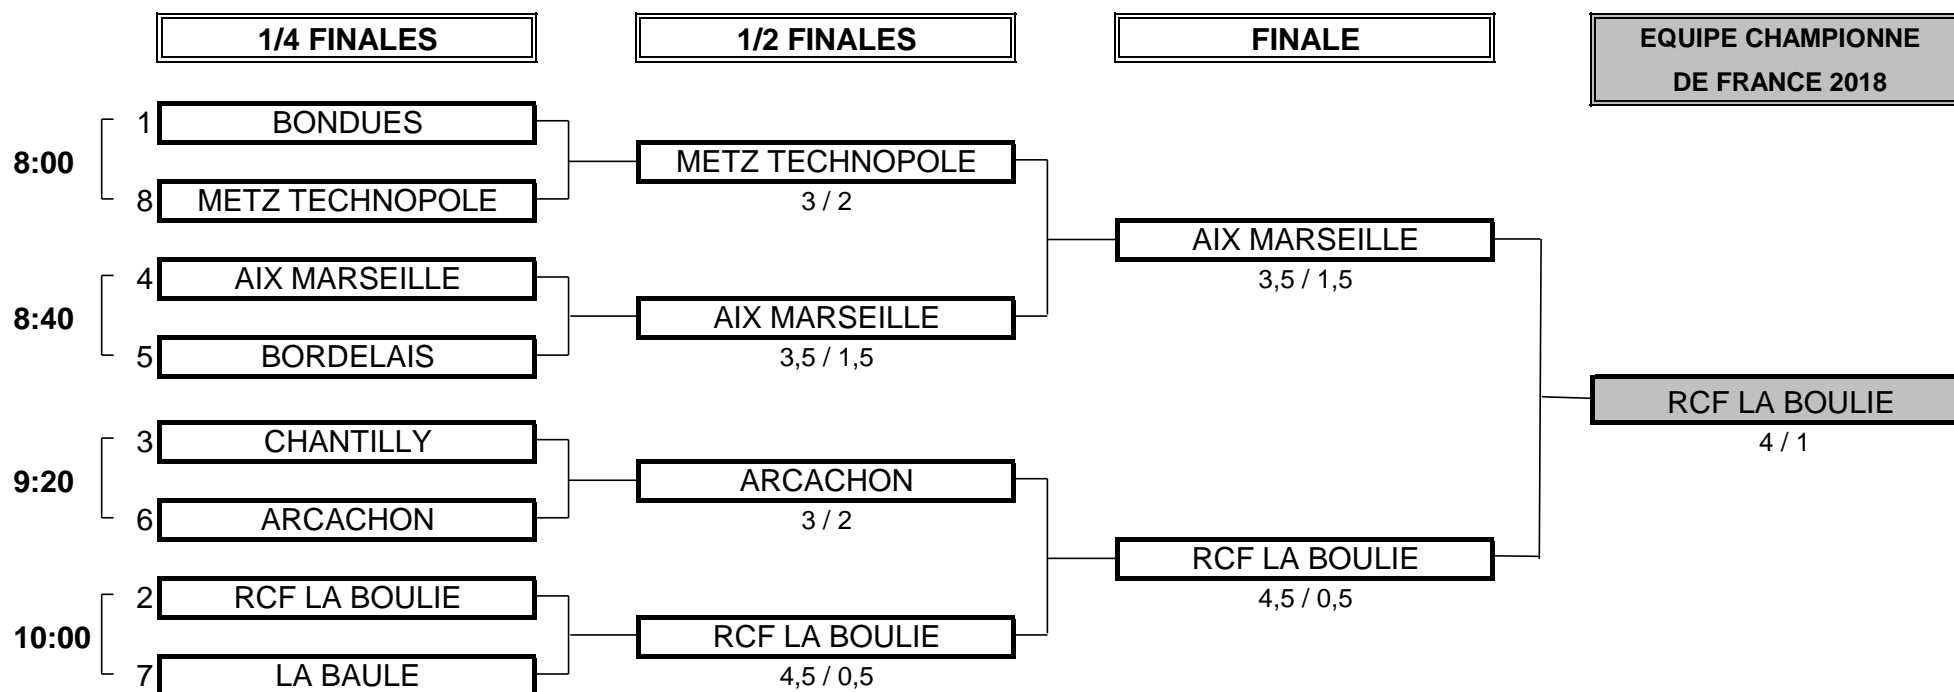 1/4 FINALES
1/2 FINALES
FINALE
EQUIPE CHAMPIONNE
DE FRANCE 2018
1 BONDUES
8:00
METZ TECHNOPOLE
8 METZ TECHNOPOLE
3 / 2
AIX MARSEILLE
3,5 / 1,5
4 AIX MARSEILLE
8:40
AIX MARSEILLE
5 BORDELAIS
3,5 / 1,5
RCF LA BOULIE
4 / 1
3 CHANTILLY
9:20
ARCACHON
6 ARCACHON
3 / 2
RCF LA BOULIE
4,5 / 0,5
2 RCF LA BOULIE
10:00
RCF LA BOULIE
7 LA BAULE
4,5 / 0,5